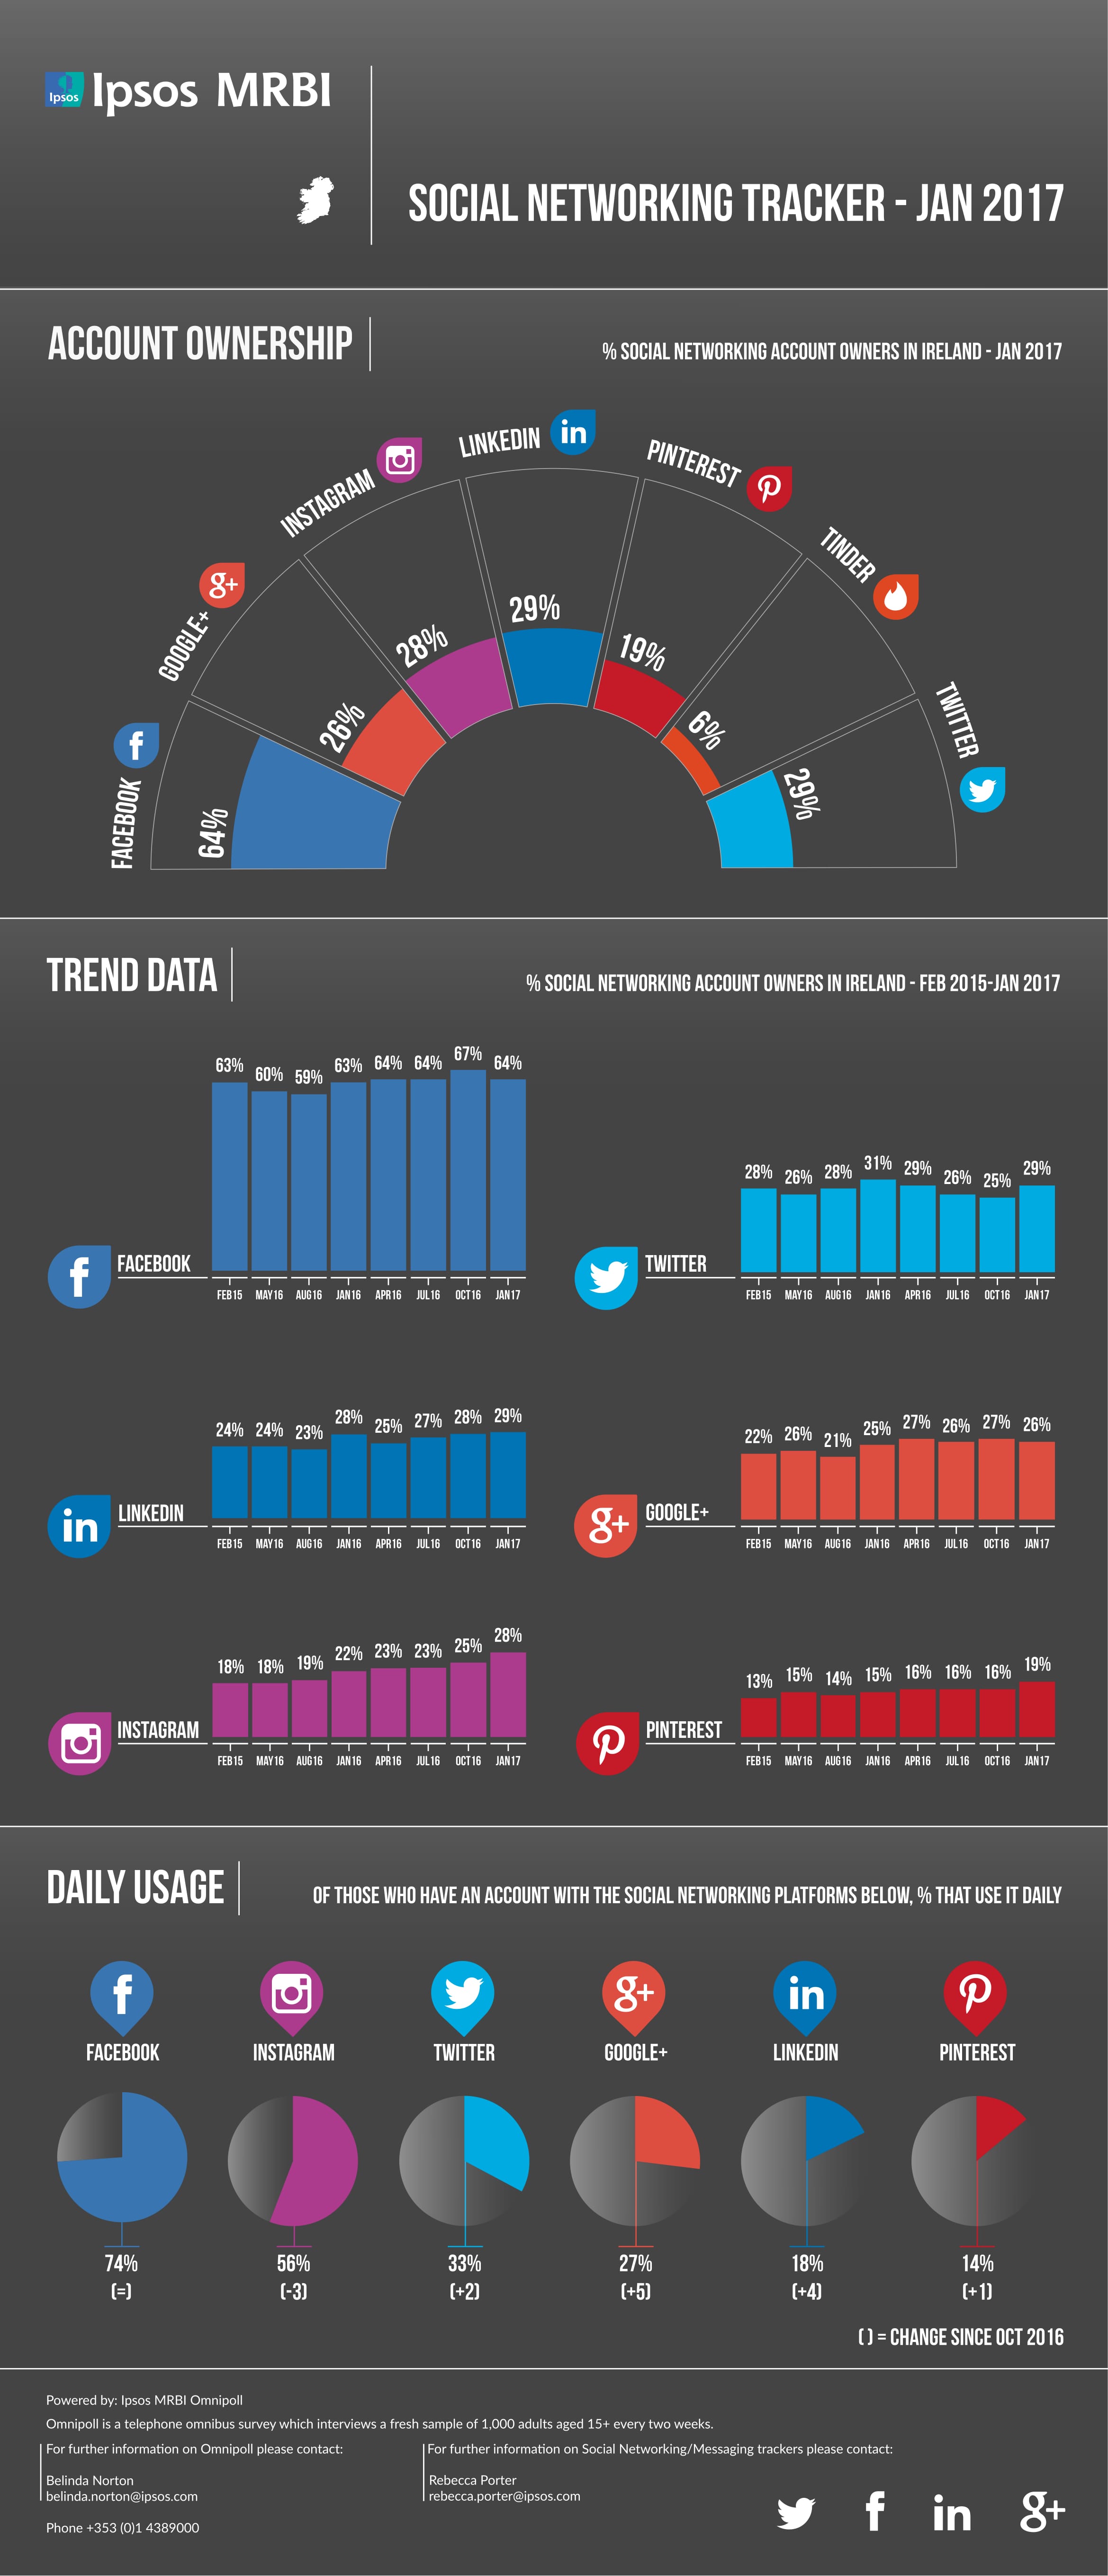 Ipsos Ipsos MRBI
SOCIAL NETWORKING TRACKER - JAN 2017
ACCOUNT OWNERSHIP
% SOCIAL NETWORKING ACCOUNT OWNERS IN IRELAND - JAN 2017
FACEBOOK
64%
GOOGLE+
g+
26%
INSTAGRAM
28%
LINKEDIN
in
29%
PINTEREST
19%
TINDER
6%
TWITTER
29%
TREND DATA
% SOCIAL NETWORKING ACCOUNT OWNERS IN IRELAND - FEB 2015-JAN 2017
63% 60% 59% 63% 64% 64% 67% 64%
FACEBOOK
FEB15 MAY16 AUG16 JAN16 APR16 JUL16 OCT16 JAN17
28% 26% 28% 31% 29% 26% 25% 29%
TWITTER
FEB15 MAY16 AUG16 JAN16 APR16 JUL16 OCT16 JAN17
24% 24% 23% 28% 25% 27% 28% 29%
in LINKEDIN
FEB15 MAY16 AUG16 JAN16 APR16 JUL16 OCT16 JAN17
22% 26% 21% 25% 27% 26% 27% 26%
g+ GOOGLE+
FEB15 MAY16 AUG16 JAN16 APR16 JUL16 OCT16 JAN17
18% 18% 19% 22% 23% 23% 25% 28%
INSTAGRAM
FEB15 MAY16 AUG16 JAN16 APR16 JUL16 OCT16 JAN17
13% 15% 14% 15% 16% 16% 16% 19%
PINTEREST
FEB15 MAY16 AUG16 JAN16 APR16 JUL16 OCT16 JAN17
DAILY USAGE
OF THOSE WHO HAVE AN ACCOUNT WITH THE SOCIAL NETWORKING PLATFORMS BELOW, % THAT USE IT DAILY
f g+ in
FACEBOOK INSTAGRAM TWITTER GOOGLE+ LINKEDIN PINTEREST
74% 56% 33% 27% 18% 14%
(=) (-3) (+2) (+5) (+4) (+1)
( ) = CHANGE SINCE OCT 2016
Powered by: Ipsos MRBI Omnipoll
Omnipoll is a telephone omnibus survey which interviews a fresh sample of 1,000 adults aged 15+ every two weeks.
For further information on Omnipoll please contact:
Belinda Norton
belinda.norton@ipsos.com
Phone +353 (0)1 4389000
For further information on Social Networking/Messaging trackers please contact:
Rebecca Porter
rebecca.porter@ipsos.com
f in g+